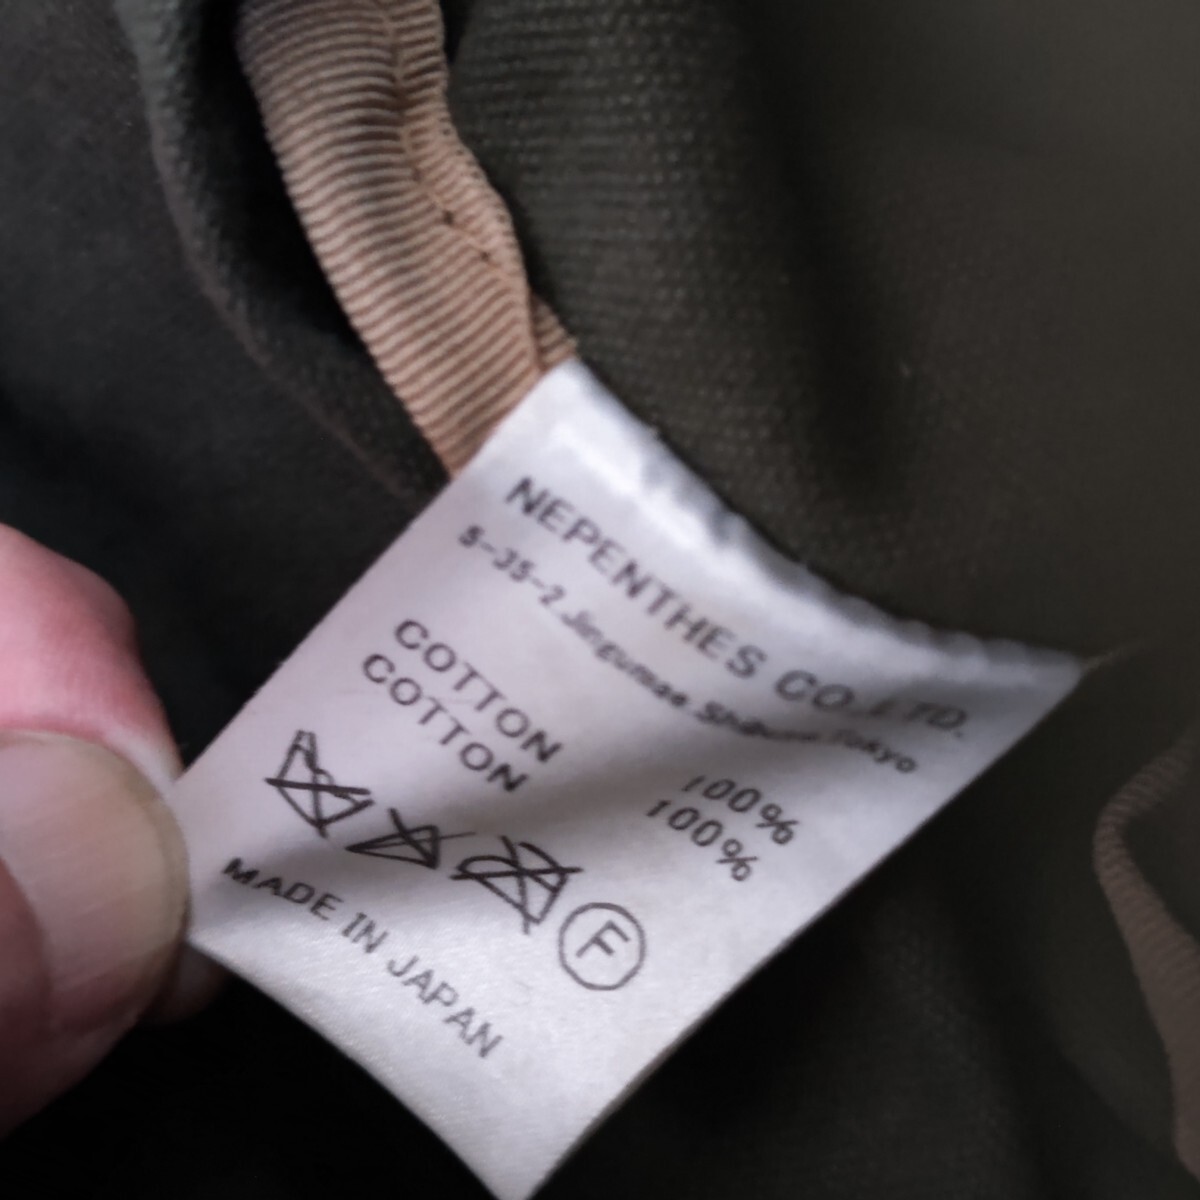 NEPENTHES CO.,LTD.
5-35-2,Jingumae Shibuya Tokyo
COTTON 100%
COTTON 100%
F
MADE IN JAPAN